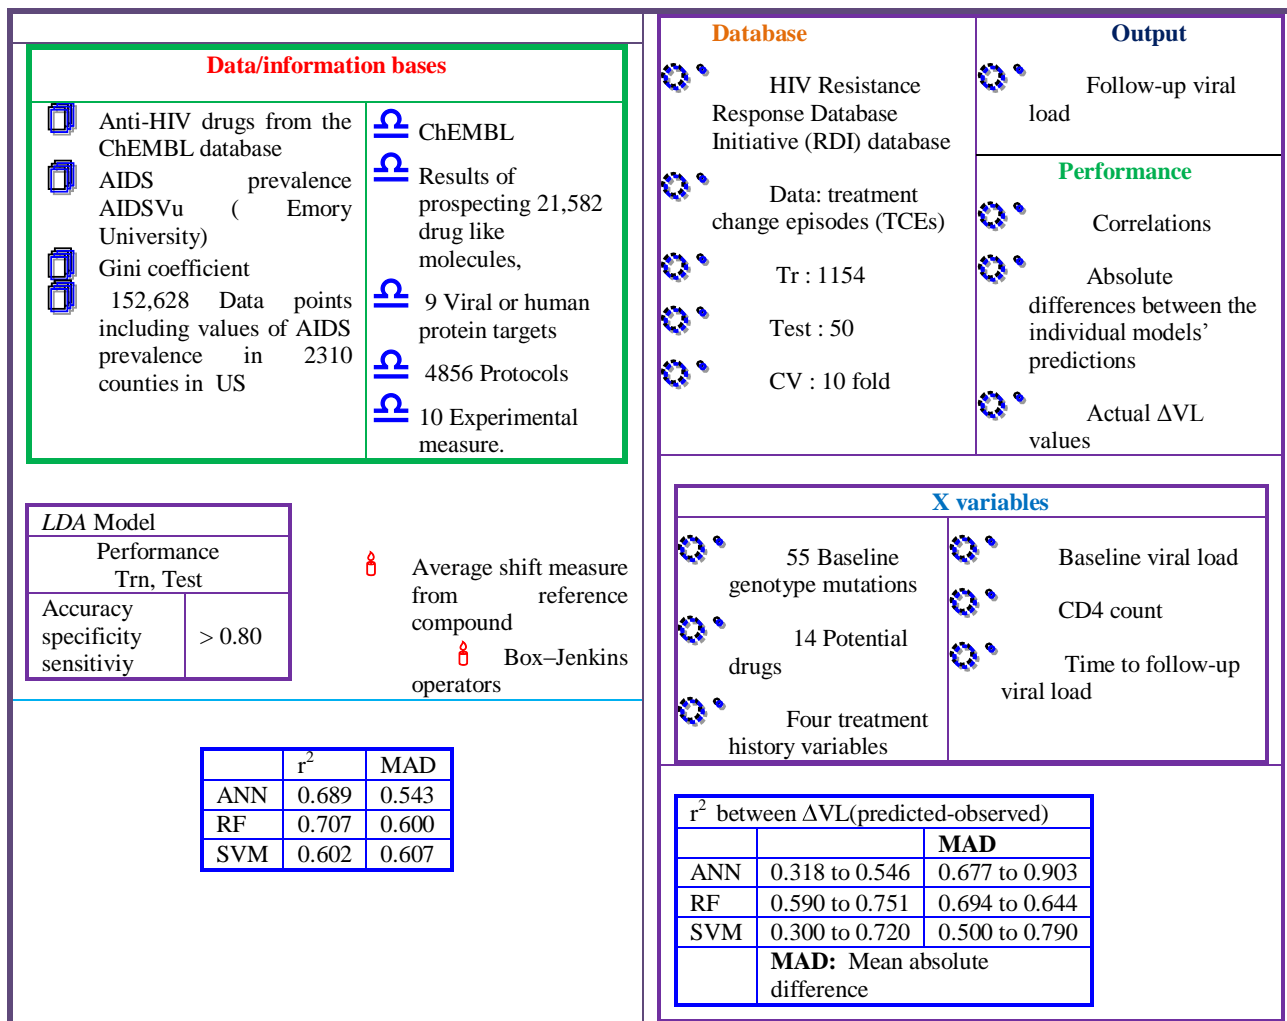 Data/information bases
Anti-HIV drugs from the
ChEMBL database
AIDS prevalence
AIDSVu ( Emory
University)
Gini coefficient
152,628 Data points
including values of AIDS
prevalence in 2310
counties in US
ChEMBL
Results of
prospecting 21,582
drug like
molecules,
9 Viral or human
protein targets
4856 Protocols
10 Experimental
measure.
LDA Model
Performance
Trn, Test
Accuracy
specificity
sensitiviy
> 0.80
Average shift measure
from reference
compound
Box–Jenkins
operators
r² MAD
ANN 0.689 0.543
RF 0.707 0.600
SVM 0.602 0.607
Database
HIV Resistance
Response Database
Initiative (RDI) database
Data: treatment
change episodes (TCEs)
Tr : 1154
Test : 50
CV : 10 fold
Output
Follow-up viral
load
Performance
Correlations
Absolute
differences between the
individual models’
predictions
Actual ΔVL
values
X variables
55 Baseline
genotype mutations
14 Potential
drugs
Four treatment
history variables
Baseline viral load
CD4 count
Time to follow-up
viral load
r² between ΔVL(predicted-observed)
MAD
ANN 0.318 to 0.546 0.677 to 0.903
RF 0.590 to 0.751 0.694 to 0.644
SVM 0.300 to 0.720 0.500 to 0.790
MAD: Mean absolute
difference